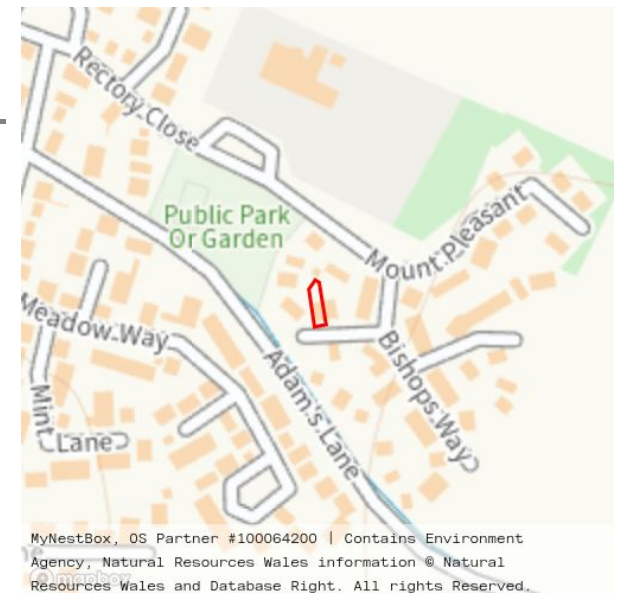 Rectory Close
Public Park
Or Garden
Mount Pleasant
Meadow Way
Adam's Lane
Bishops Way
Mint Lane
MyNestBox, OS Partner #100064200 | Contains Environment
Agency, Natural Resources Wales information © Natural
mapbox
Resources Wales and Database Right. All rights Reserved.